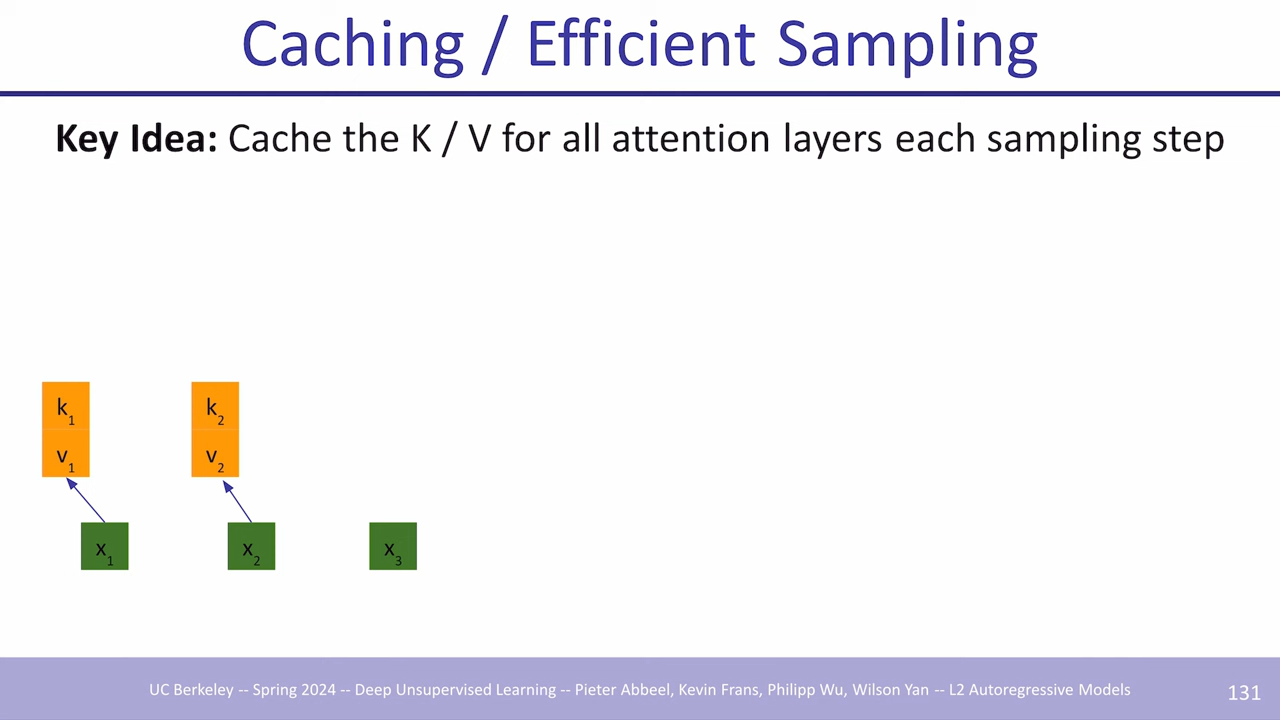 Caching / Efficient Sampling
Key Idea: Cache the K / V for all attention layers each sampling step
k1 k2
v1 v2
x1 x2 x3
UC Berkeley -- Spring 2024 -- Deep Unsupervised Learning -- Pieter Abbeel, Kevin Frans, Philipp Wu, Wilson Yan -- L2 Autoregressive Models 131